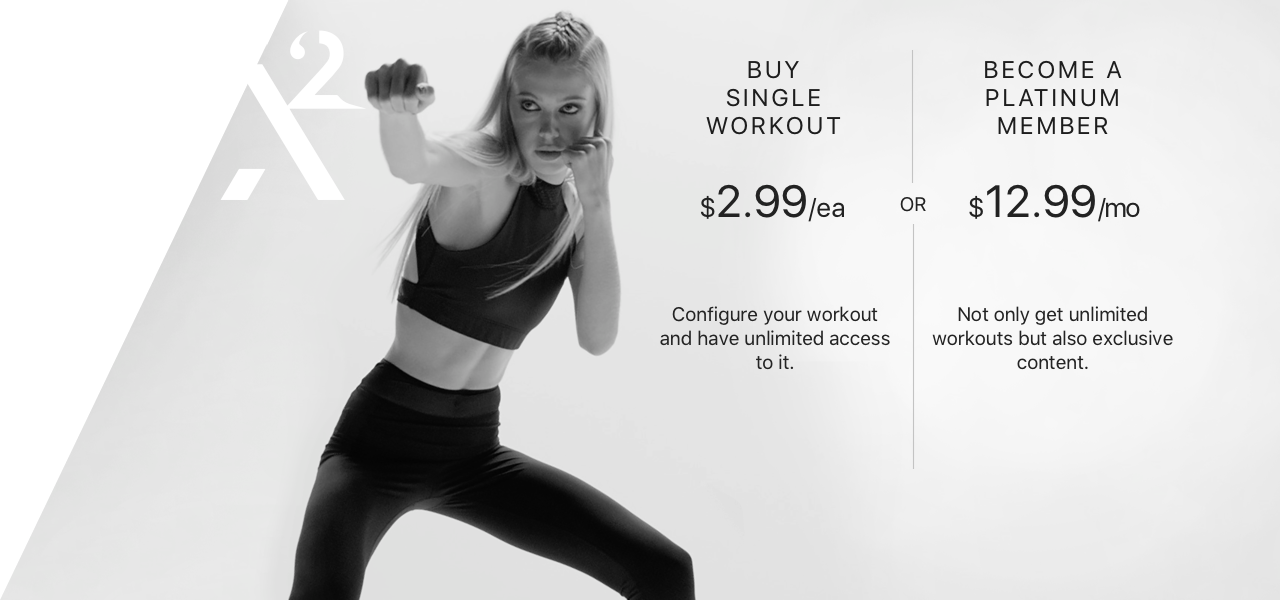 λ2
BUY
SINGLE
WORKOUT
$2.99/ea
Configure your workout
and have unlimited access
to it.
OR
BECOME A
PLATINUM
MEMBER
$12.99/mo
Not only get unlimited
workouts but also exclusive
content.